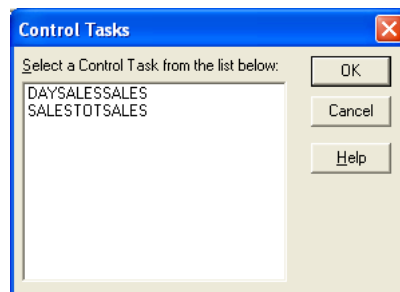 Control Tasks
Select a Control Task from the list below:
OK
DAYSALESSALES
SALESTOTSALES
Cancel
Help